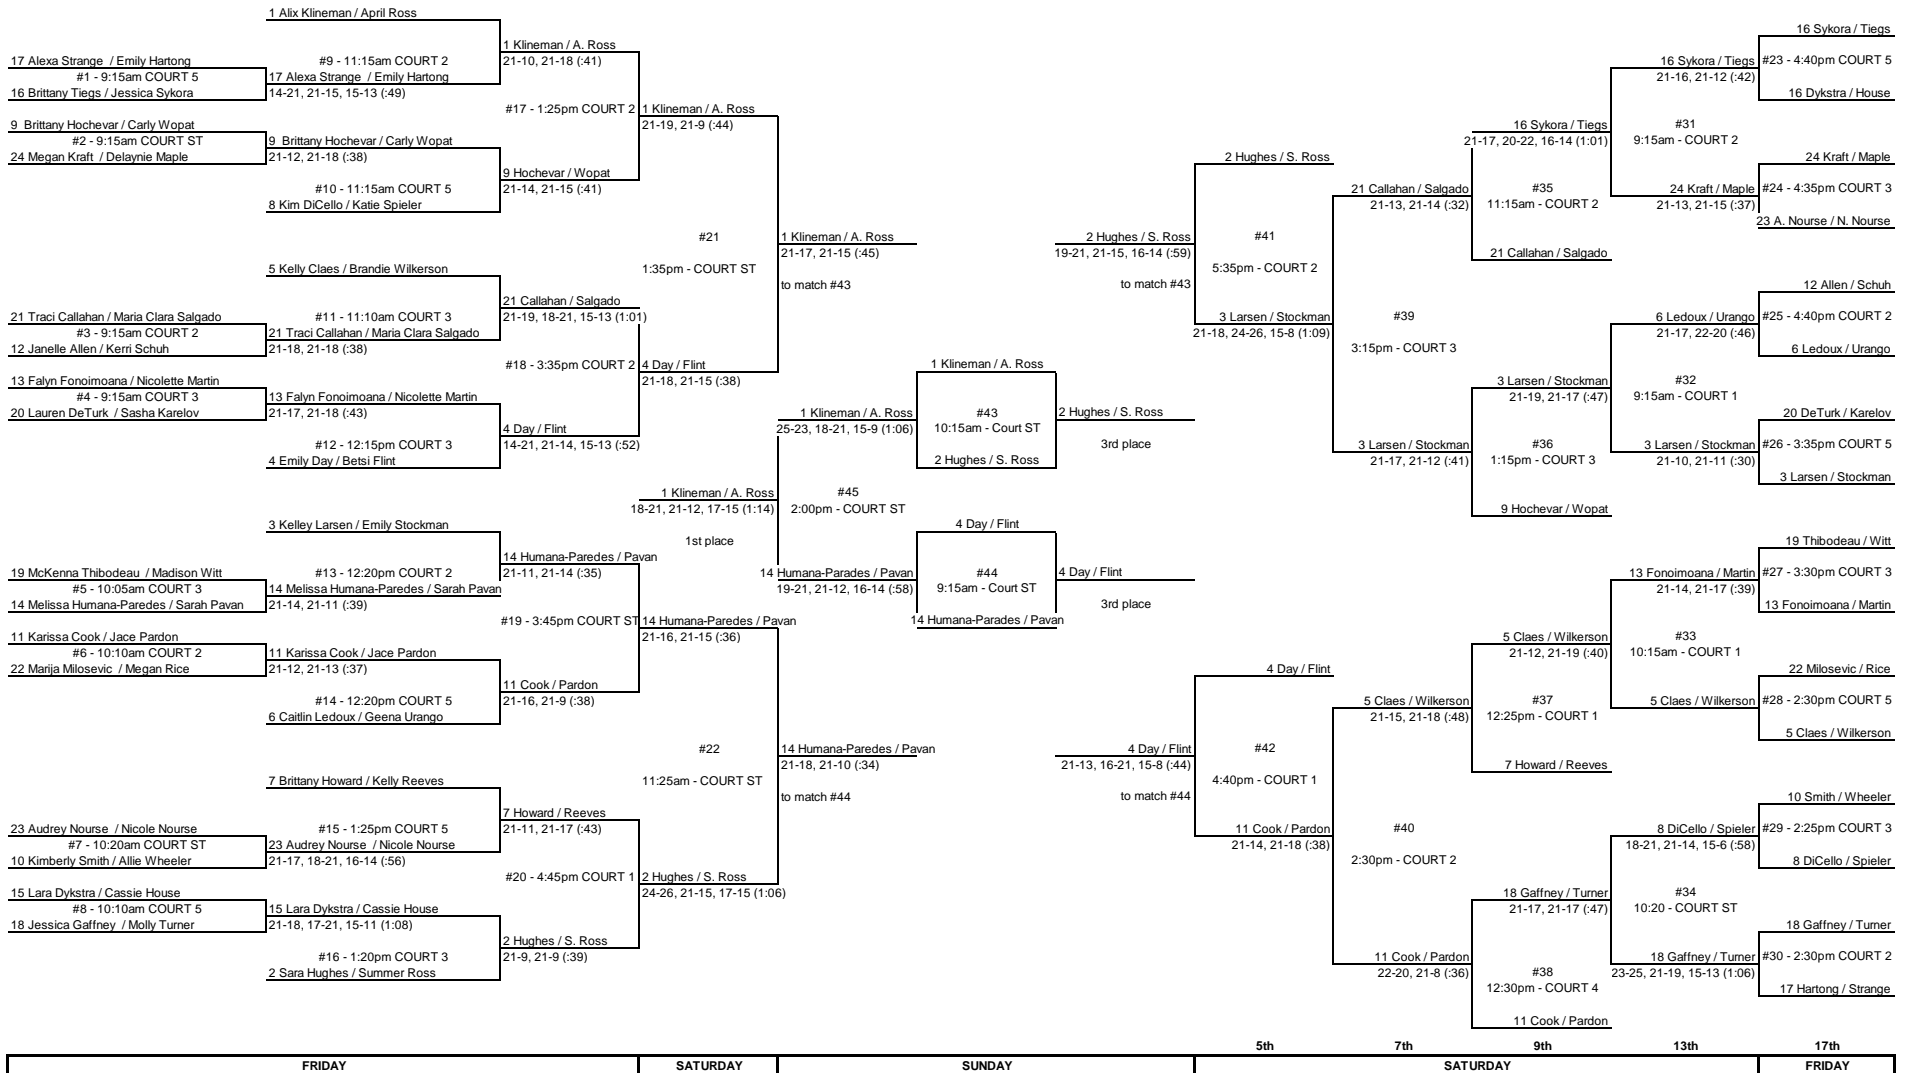 1 Alix Klineman / April Ross
1 Klineman / A. Ross
17 Alexa Strange / Emily Hartong
#9 - 11:15am COURT 2
21-10, 21-18 (:41)
#1 - 9:15am COURT 5
17 Alexa Strange / Emily Hartong
16 Brittany Tiegs / Jessica Sykora
14-21, 21-15, 15-13 (:49)
#17 - 1:25pm COURT 2
1 Klineman / A. Ross
21-19, 21-9 (:44)
9 Brittany Hochevar / Carly Wopat
#2 - 9:15am COURT ST
9 Brittany Hochevar / Carly Wopat
24 Megan Kraft / Delaynie Maple
21-12, 21-18 (:38)
9 Hochevar / Wopat
#10 - 11:15am COURT 5
21-14, 21-15 (:41)
8 Kim DiCello / Katie Spieler
#21
1:35pm - COURT ST
1 Klineman / A. Ross
21-17, 21-15 (:45)
to match #43
5 Kelly Claes / Brandie Wilkerson
21 Callahan / Salgado
21 Traci Callahan / Maria Clara Salgado
#11 - 11:10am COURT 3
21-19, 18-21, 15-13 (1:01)
#3 - 9:15am COURT 2
21 Traci Callahan / Maria Clara Salgado
12 Janelle Allen / Kerri Schuh
21-18, 21-18 (:38)
#18 - 3:35pm COURT 2
4 Day / Flint
21-18, 21-15 (:38)
13 Falyn Fonoimoana / Nicolette Martin
#4 - 9:15am COURT 3
13 Falyn Fonoimoana / Nicolette Martin
20 Lauren DeTurk / Sasha Karelov
21-17, 21-18 (:43)
4 Day / Flint
#12 - 12:15pm COURT 3
14-21, 21-14, 15-13 (:52)
4 Emily Day / Betsi Flint
1 Klineman / A. Ross
25-23, 18-21, 15-9 (1:06)
1 Klineman / A. Ross
18-21, 21-12, 17-15 (1:14)
1st place
#45
2:00pm - COURT ST
14 Humana-Parades / Pavan
19-21, 21-12, 16-14 (:58)
1 Klineman / A. Ross
#43
10:15am - Court ST
2 Hughes / S. Ross
2 Hughes / S. Ross
3rd place
4 Day / Flint
#44
9:15am - Court ST
14 Humana-Parades / Pavan
4 Day / Flint
3rd place
3 Kelley Larsen / Emily Stockman
14 Humana-Paredes / Pavan
19 McKenna Thibodeau / Madison Witt
#13 - 12:20pm COURT 2
21-11, 21-14 (:35)
#5 - 10:05am COURT 3
14 Melissa Humana-Paredes / Sarah Pavan
14 Melissa Humana-Paredes / Sarah Pavan
21-14, 21-11 (:39)
#19 - 3:45pm COURT ST
14 Humana-Paredes / Pavan
21-16, 21-15 (:36)
11 Karissa Cook / Jace Pardon
#6 - 10:10am COURT 2
11 Karissa Cook / Jace Pardon
22 Marija Milosevic / Megan Rice
21-12, 21-13 (:37)
11 Cook / Pardon
#14 - 12:20pm COURT 5
21-16, 21-9 (:38)
6 Caitlin Ledoux / Geena Urango
#22
11:25am - COURT ST
14 Humana-Paredes / Pavan
21-18, 21-10 (:34)
to match #44
7 Brittany Howard / Kelly Reeves
7 Howard / Reeves
23 Audrey Nourse / Nicole Nourse
#15 - 1:25pm COURT 5
21-11, 21-17 (:43)
#7 - 10:20am COURT ST
23 Audrey Nourse / Nicole Nourse
10 Kimberly Smith / Allie Wheeler
21-17, 18-21, 16-14 (:56)
#20 - 4:45pm COURT 1
2 Hughes / S. Ross
24-26, 21-15, 17-15 (1:06)
15 Lara Dykstra / Cassie House
#8 - 10:10am COURT 5
15 Lara Dykstra / Cassie House
18 Jessica Gaffney / Molly Turner
21-18, 17-21, 15-11 (1:08)
2 Hughes / S. Ross
#16 - 1:20pm COURT 3
21-9, 21-9 (:39)
2 Sara Hughes / Summer Ross
2 Hughes / S. Ross
2 Hughes / S. Ross
19-21, 21-15, 16-14 (:59)
to match #43
#41
5:35pm - COURT 2
3 Larsen / Stockman
21-18, 24-26, 15-8 (1:09)
21 Callahan / Salgado
21-13, 21-14 (:32)
#39
3:15pm - COURT 3
3 Larsen / Stockman
21-17, 21-12 (:41)
16 Sykora / Tiegs
21-17, 20-22, 16-14 (1:01)
#35
11:15am - COURT 2
21 Callahan / Salgado
3 Larsen / Stockman
21-19, 21-17 (:47)
#36
1:15pm - COURT 3
9 Hochevar / Wopat
16 Sykora / Tiegs
21-16, 21-12 (:42)
#31
9:15am - COURT 2
24 Kraft / Maple
21-13, 21-15 (:37)
6 Ledoux / Urango
21-17, 22-20 (:46)
#32
9:15am - COURT 1
3 Larsen / Stockman
21-10, 21-11 (:30)
16 Sykora / Tiegs
#23 - 4:40pm COURT 5
16 Dykstra / House
24 Kraft / Maple
#24 - 4:35pm COURT 3
23 A. Nourse / N. Nourse
12 Allen / Schuh
#25 - 4:40pm COURT 2
6 Ledoux / Urango
20 DeTurk / Karelov
#26 - 3:35pm COURT 5
3 Larsen / Stockman
4 Day / Flint
4 Day / Flint
21-13, 16-21, 15-8 (:44)
to match #44
#42
4:40pm - COURT 1
11 Cook / Pardon
21-14, 21-18 (:38)
5 Claes / Wilkerson
21-15, 21-18 (:48)
#40
2:30pm - COURT 2
11 Cook / Pardon
22-20, 21-8 (:36)
5 Claes / Wilkerson
21-12, 21-19 (:40)
#37
12:25pm - COURT 1
7 Howard / Reeves
18 Gaffney / Turner
21-17, 21-17 (:47)
#38
12:30pm - COURT 4
11 Cook / Pardon
13 Fonoimoana / Martin
21-14, 21-17 (:39)
#33
10:15am - COURT 1
5 Claes / Wilkerson
8 DiCello / Spieler
18-21, 21-14, 15-6 (:58)
#34
10:20 - COURT ST
18 Gaffney / Turner
23-25, 21-19, 15-13 (1:06)
19 Thibodeau / Witt
#27 - 3:30pm COURT 3
13 Fonoimoana / Martin
22 Milosevic / Rice
#28 - 2:30pm COURT 5
5 Claes / Wilkerson
10 Smith / Wheeler
#29 - 2:25pm COURT 3
8 DiCello / Spieler
18 Gaffney / Turner
#30 - 2:30pm COURT 2
17 Hartong / Strange
5th 7th 9th 13th 17th
FRIDAY SATURDAY SUNDAY SATURDAY FRIDAY